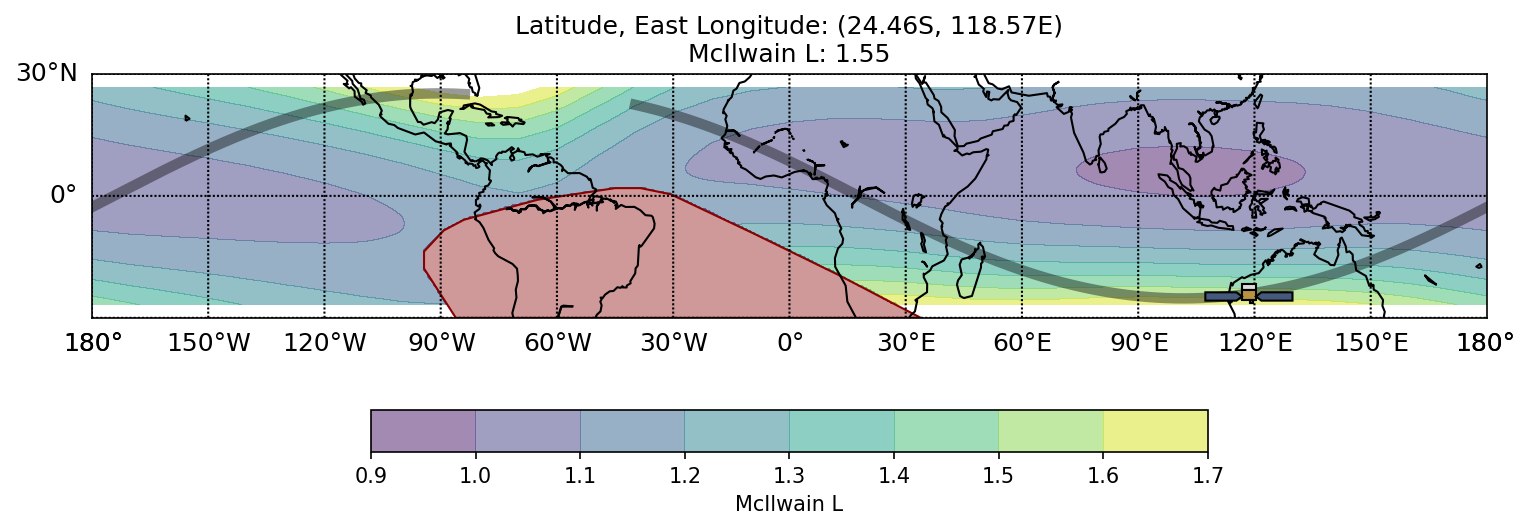 Latitude, East Longitude: (24.46S, 118.57E)
McIlwain L: 1.55
30°N
0°
180° 150°W 120°W 90°W 60°W 30°W 0° 30°E 60°E 90°E 120°E 150°E 180°
0.9 1.0 1.1 1.2 1.3 1.4 1.5 1.6 1.7
McIlwain L